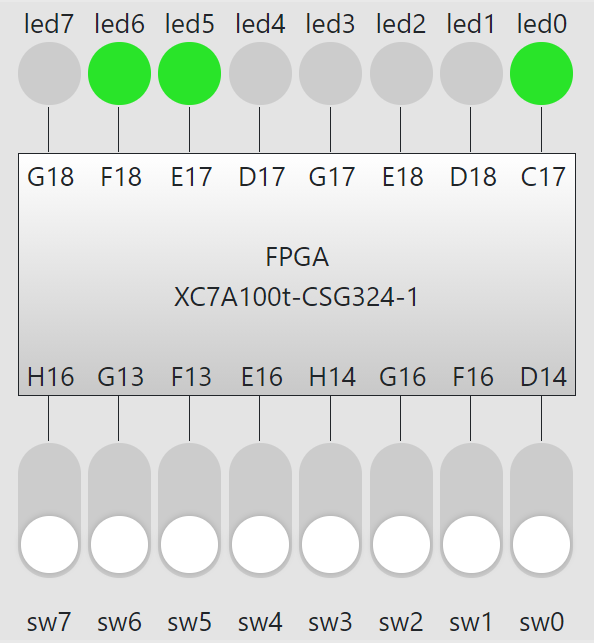 led7 led6 led5 led4 led3 led2 led1 led0
G18 F18 E17 D17 G17 E18 D18 C17
FPGA
XC7A100t-CSG324-1
H16 G13 F13 E16 H14 G16 F16 D14
sw7 sw6 sw5 sw4 sw3 sw2 sw1 sw0